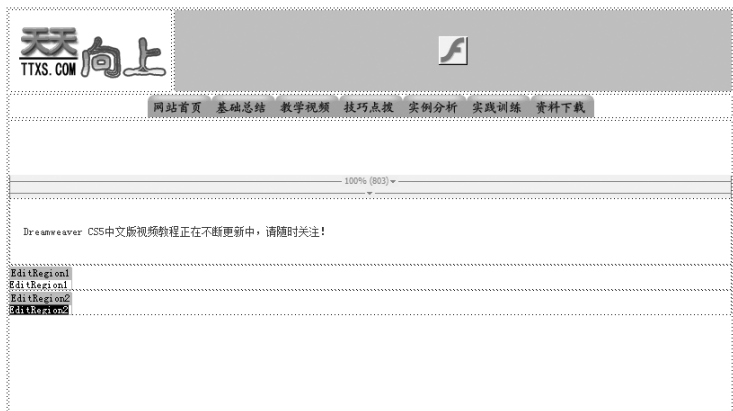 天天向上
TTXS.COM
网站首页 基础总结 教学视频 技巧点拨 实例分析 实践训练 资料下载
100% (803)
Dreamweaver CS5中文版视频教程正在不断更新中，请随时关注！
EditRegion1
EditRegion1
EditRegion2
EditRegion2